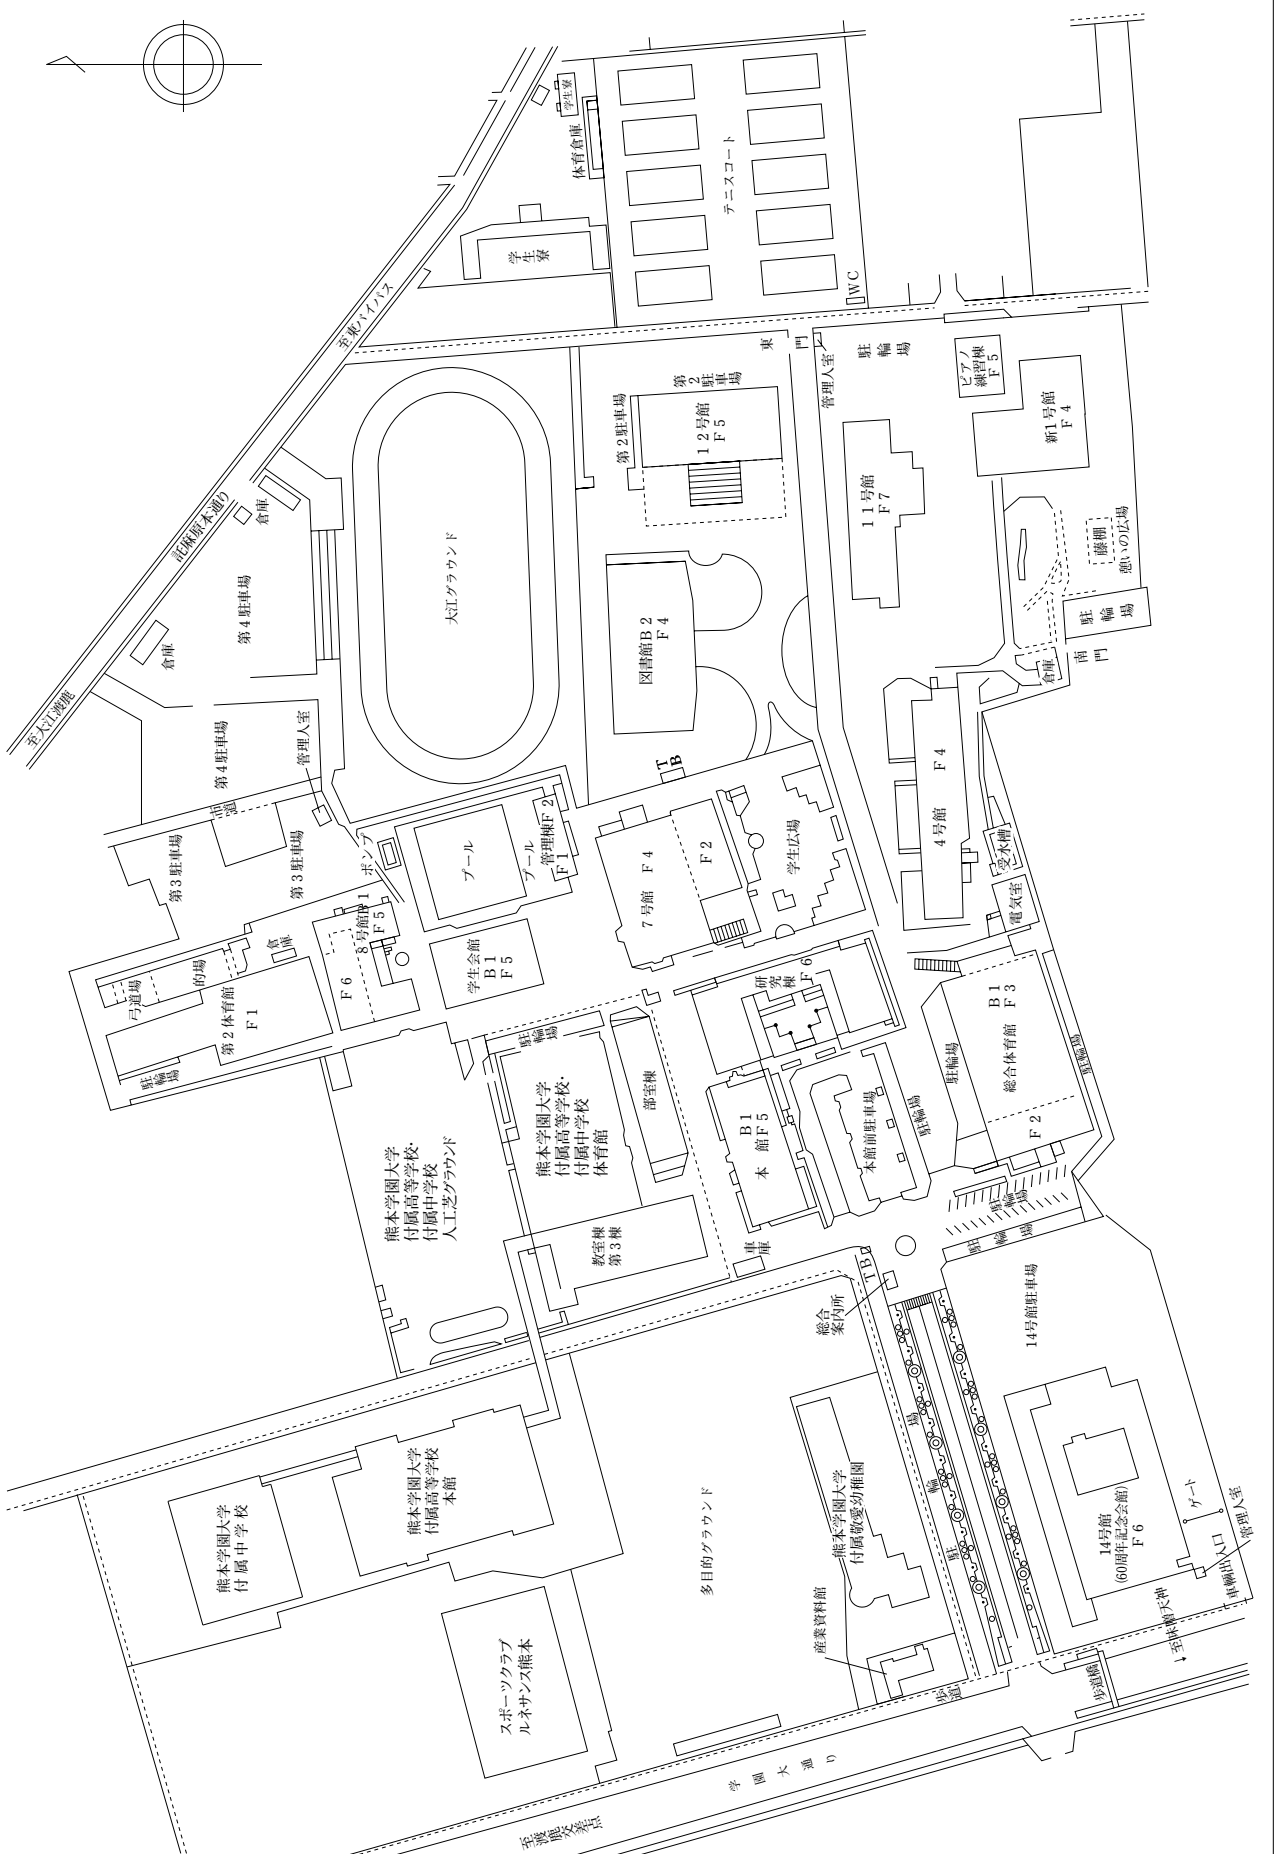 学生寮
体育倉庫
学生寮
テニスコート
WC
至東バイパス
託麻原本通り
至大江渡鹿
東門
管理人室
駐輪場
ピアノ
練習棟
F5
新1号館
F4
第2駐車場
第2駐車場
12号館
F5
11号館
F7
藤棚
憩いの広場
駐輪場
南門
倉庫
倉庫
倉庫
第4駐車場
第4駐車場
管理人室
大江グラウンド
図書館B2
F4
TB
市道
第3駐車場
第3駐車場
ポンプ
プール
プール
管理棟F2
F1
7号館 F4
F2
学生広場
4号館 F4
受水槽
電気室
弓道場
的場
倉庫
第2体育館
F1
駐輪場
8号館B1
F5
F6
学生会館
B1
F5
研究棟
F6
駐輪場
総合体育館
B1
F3
F2
駐輪場
熊本学園大学
付属高等学校・
付属中学校
人工芝グラウンド
駐輪場
熊本学園大学
付属高等学校・
付属中学校
体育館
部室棟
教室棟
第3棟
本館
B1
F5
本館前駐車場
駐輪場
車庫
TB
総合
案内所
駐輪場
駐輪場
14号館駐車場
熊本学園大学
付属中学校
熊本学園大学
付属高等学校
本館
多目的グラウンド
熊本学園大学
付属敬愛幼稚園
駐輪場
14号館
(60周年記念会館)
F6
ゲート
管理人室
車輌出入口
スポーツクラブ
ルネサンス熊本
産業資料館
歩道
歩道橋
↓至味噌天神
学園大通り
至渡鹿交差点